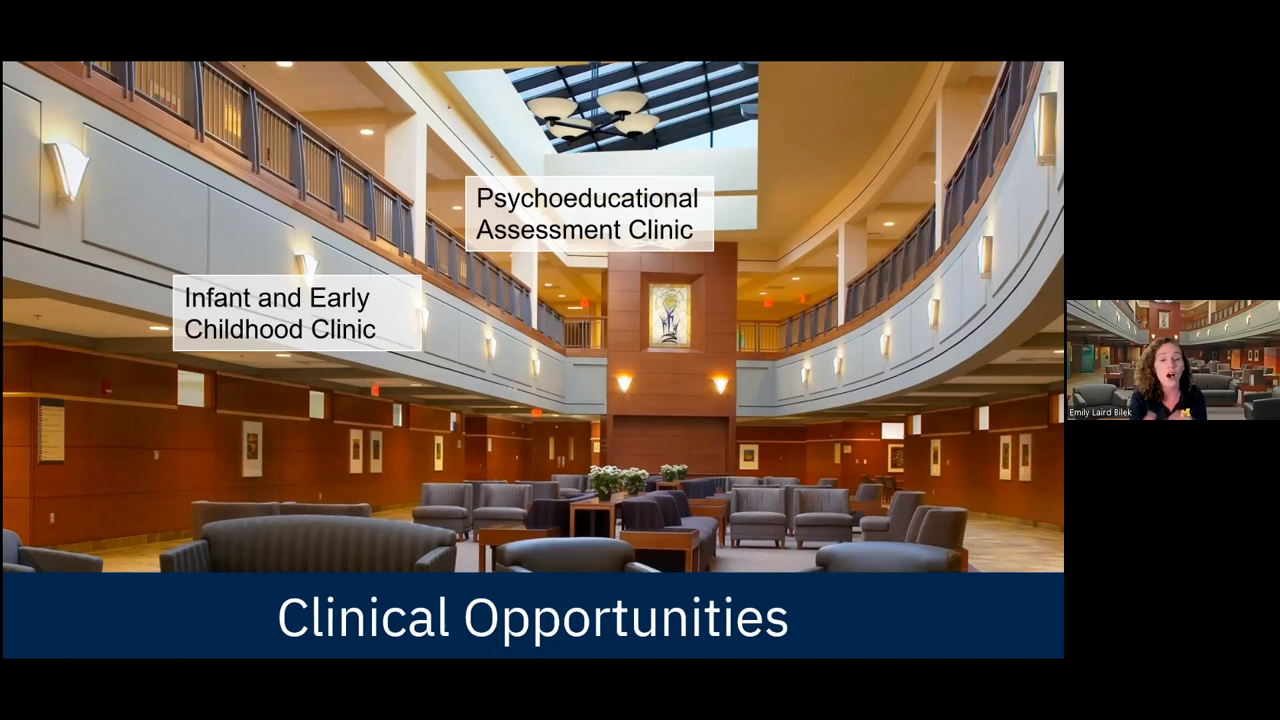 Psychoeducational
Assessment Clinic
Infant and Early
Childhood Clinic
Clinical Opportunities
Emily Laird Bilek
M